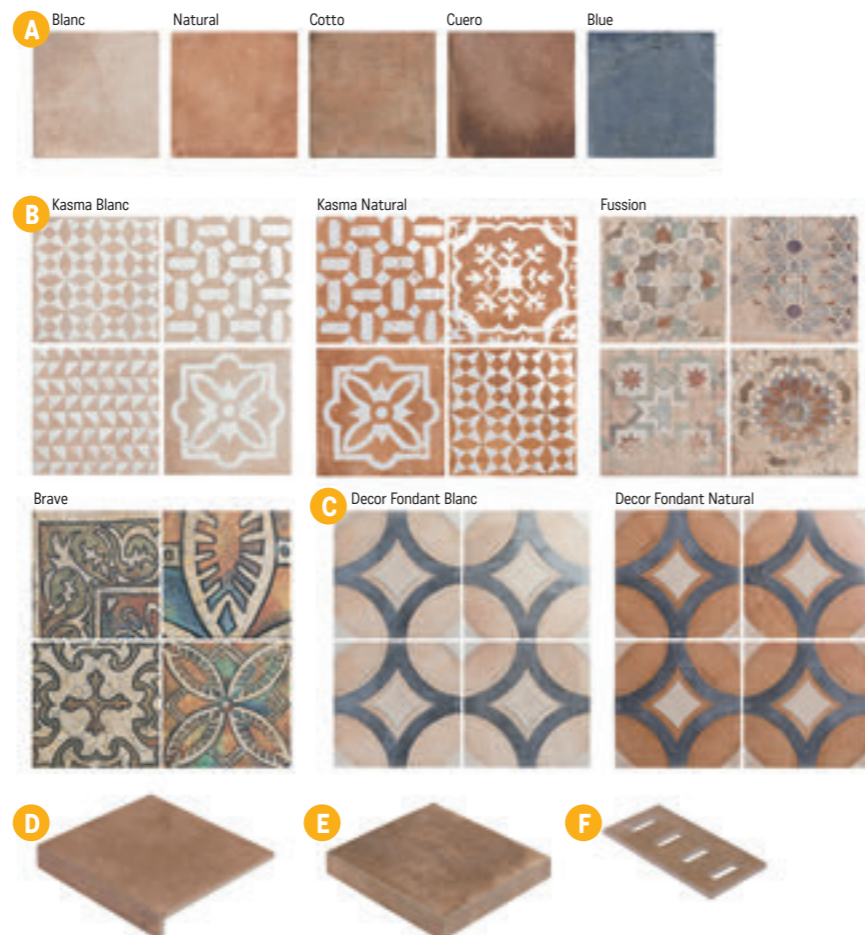 A
Blanc
Natural
Cotto
Cuero
Blue
B
Kasma Blanc
Kasma Natural
Fussion
Brave
C
Decor Fondant Blanc
Decor Fondant Natural
D
E
F